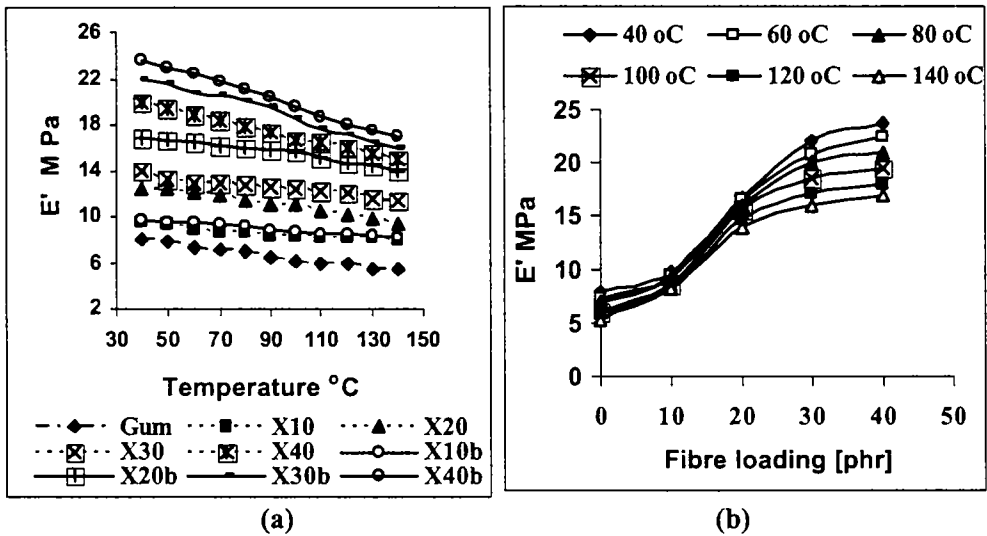 26
22
18
14
10
6
2
E' M Pa
30 50 70 90 110 130 150
Temperature °C
Gum X10 X20
X30 X40 X10b
X20b X30b X40b
(a)
40 oC 60 oC 80 oC
100 oC 120 oC 140 oC
25
20
15
10
5
0
E' MPa
0 10 20 30 40 50
Fibre loading [phr]
(b)